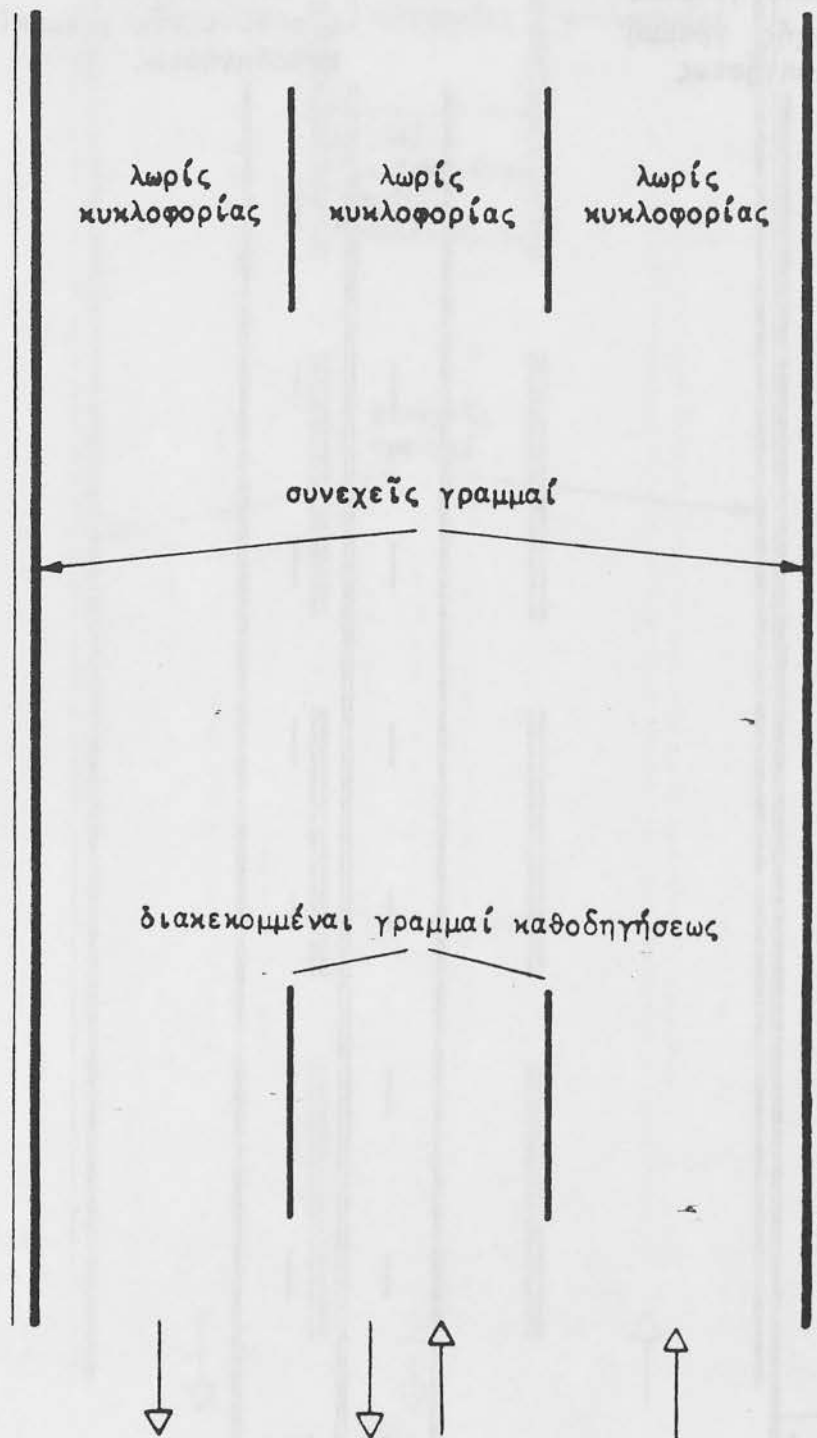 λωρίς λωρίς λωρίς
κυκλοφορίας κυκλοφορίας κυκλοφορίας
συνεχεῖς γραμμαί
διακεκομμέναι γραμμαί καθοδηγήσεως